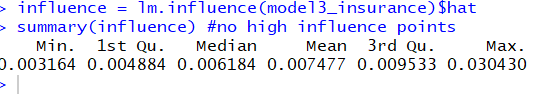 > influence = lm.influence(model3_insurance)$hat
> summary(influence) #no high influence points
Min. 1st Qu. Median Mean 3rd Qu. Max.
0.003164 0.004884 0.006184 0.007477 0.009533 0.030430
>